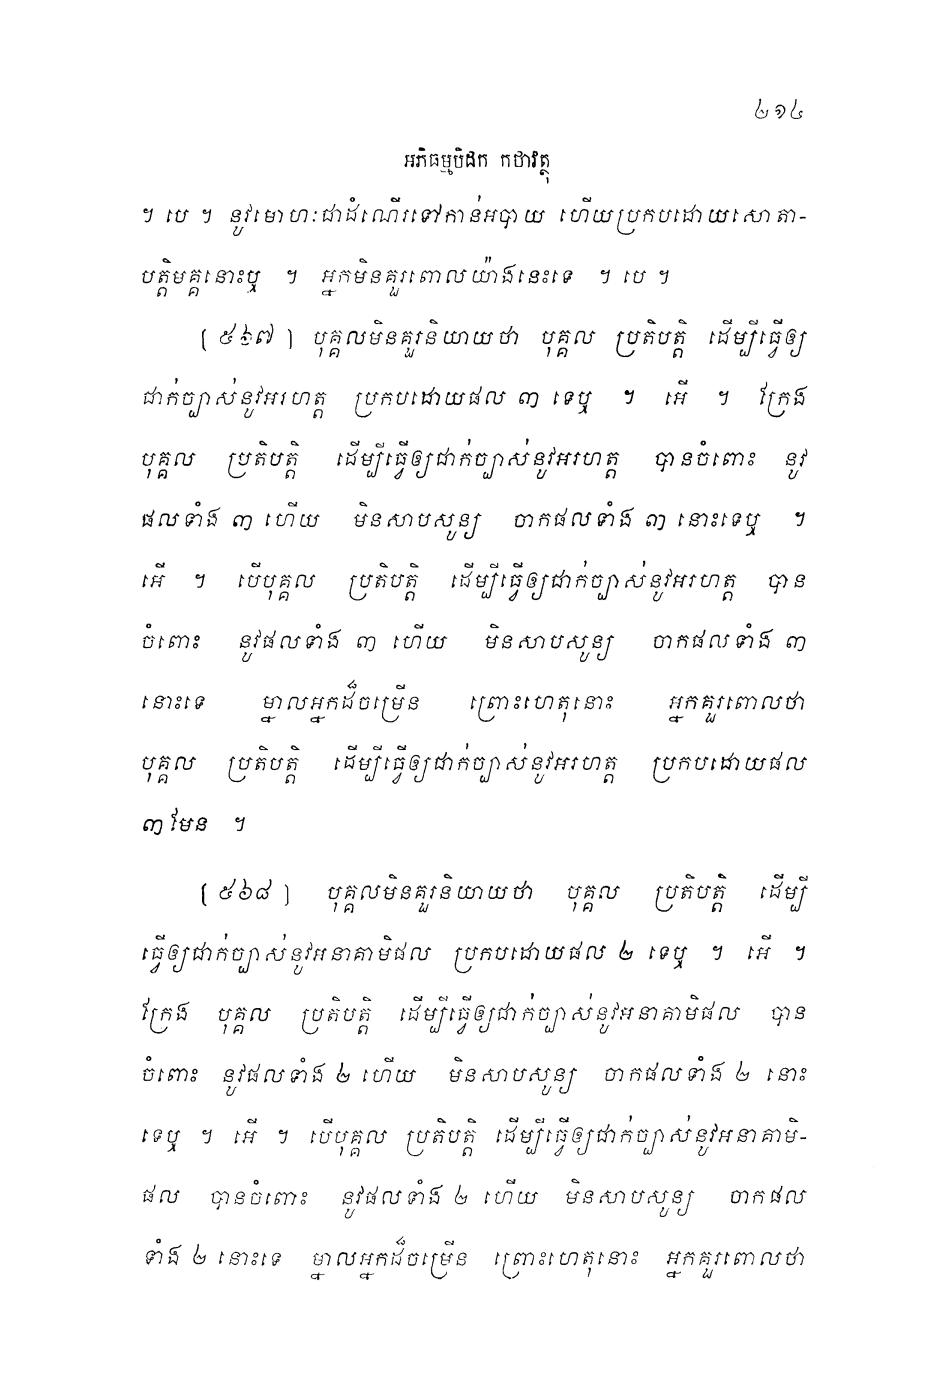 ២១៤
អភិធម្មបិដក កថាវត្ថុ
។ បេ ។ នូវមោហៈជាដំណើរទៅកាន់អបាយ ហើយប្រកបដោយសោតា-
បត្តិមគ្គនោះឬ ។ អ្នកមិនគួរពោលយ៉ាងនេះទេ ។ បេ ។
[ ៥៦៧ ] បុគ្គលមិនគួរនិយាយថា បុគ្គល ប្រតិបត្តិ ដើម្បីធ្វើឲ្យ
ជាក់ច្បាស់នូវអរហត្ត ប្រកបដោយផល ៣ ទេឬ ។ អើ ។ ក្រែង
បុគ្គល ប្រតិបត្តិ ដើម្បីធ្វើឲ្យជាក់ច្បាស់នូវអរហត្ត បានចំពោះ នូវ
ផលទាំង ៣ ហើយ មិនសាបសូន្យ ចាកផលទាំង ៣ នោះទេឬ ។
អើ ។ បើបុគ្គល ប្រតិបត្តិ ដើម្បីធ្វើឲ្យជាក់ច្បាស់នូវអរហត្ត បាន
ចំពោះ នូវផលទាំង ៣ ហើយ មិនសាបសូន្យ ចាកផលទាំង ៣
នោះទេ ម្នាលអ្នកដ៏ចម្រើន ព្រោះហេតុនោះ អ្នកគួរពោលថា
បុគ្គល ប្រតិបត្តិ ដើម្បីធ្វើឲ្យជាក់ច្បាស់នូវអរហត្ត ប្រកបដោយផល
៣ មែន ។
[ ៥៦៨ ] បុគ្គលមិនគួរនិយាយថា បុគ្គល ប្រតិបត្តិ ដើម្បី
ធ្វើឲ្យជាក់ច្បាស់នូវអនាគាមិផល ប្រកបដោយផល ២ ទេឬ ។ អើ ។
ក្រែង បុគ្គល ប្រតិបត្តិ ដើម្បីធ្វើឲ្យជាក់ច្បាស់នូវអនាគាមិផល បាន
ចំពោះ នូវផលទាំង ២ ហើយ មិនសាបសូន្យ ចាកផលទាំង ២ នោះ
ទេឬ ។ អើ ។ បើបុគ្គល ប្រតិបត្តិ ដើម្បីធ្វើឲ្យជាក់ច្បាស់នូវអនាគាមិ-
ផល បានចំពោះ នូវផលទាំង ២ ហើយ មិនសាបសូន្យ ចាកផល
ទាំង ២ នោះទេ ម្នាលអ្នកដ៏ចម្រើន ព្រោះហេតុនោះ អ្នកគួរពោលថា